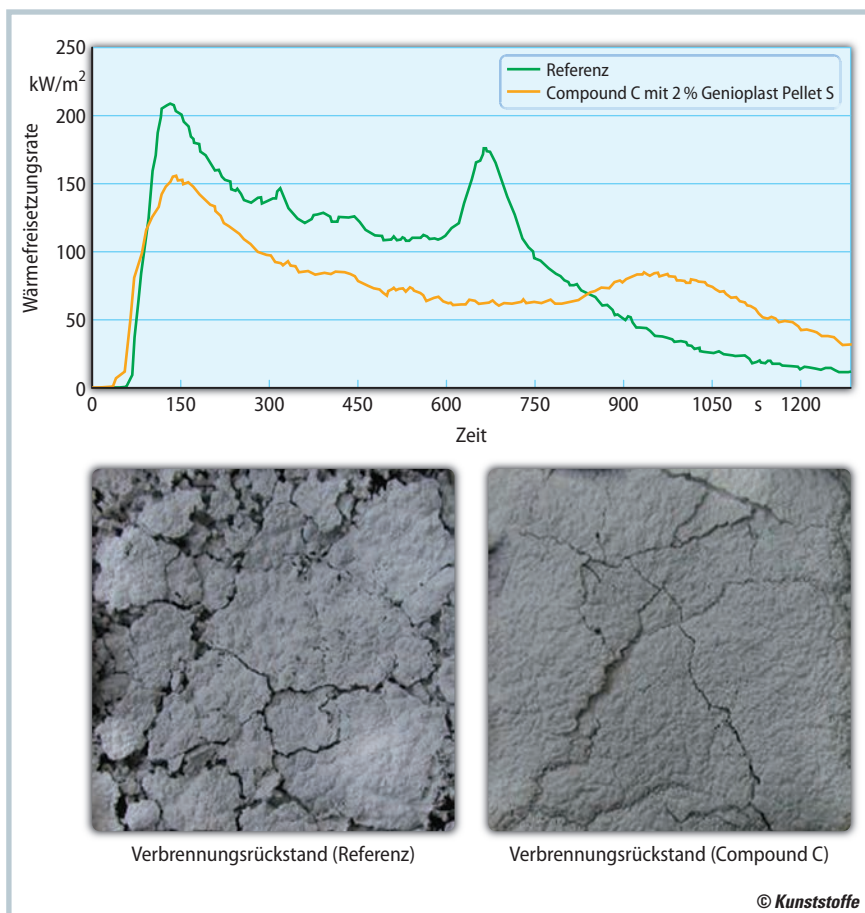 250
kW/m²
200
150
100
50
0
Wärmefreisetzungsrate
Referenz
Compound C mit 2 % Genioplast Pellet S
0 150 300 450 600 750 900 1050 s 1200
Zeit
Verbrennungsrückstand (Referenz) Verbrennungsrückstand (Compound C)
© Kunststoffe